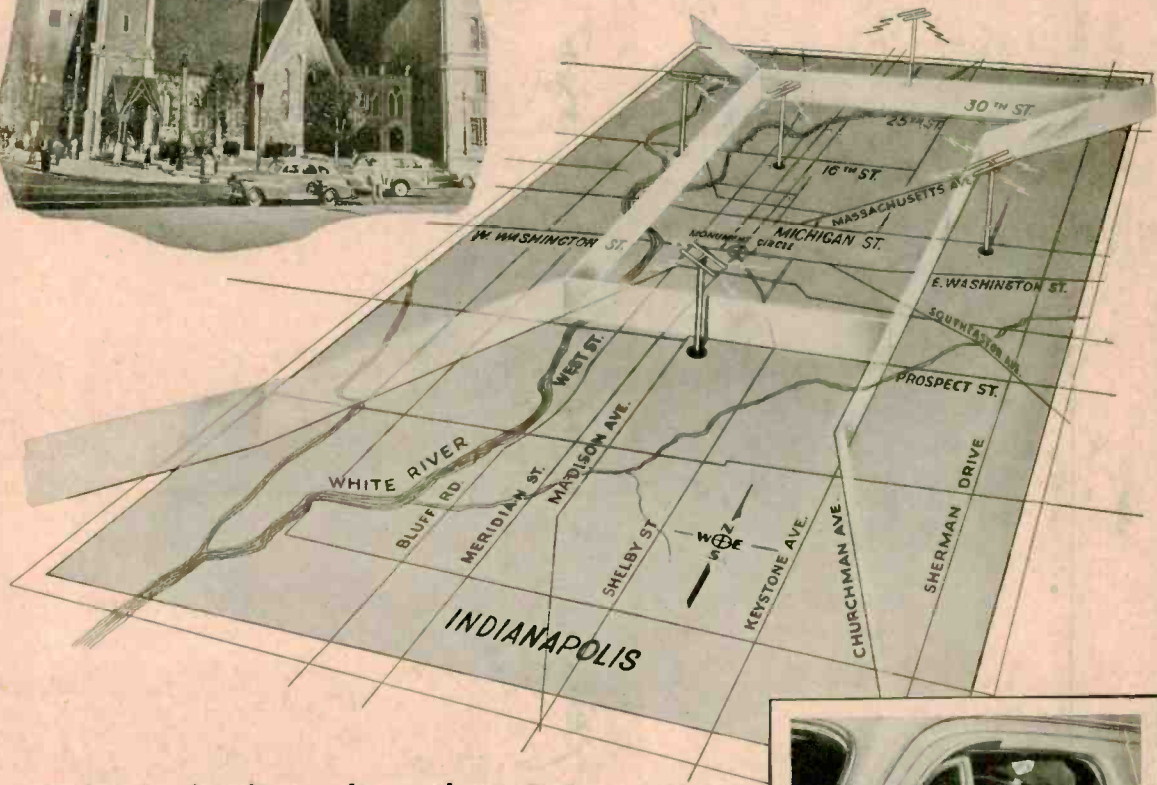 30TH ST.
25TH ST.
16TH ST.
MASSACHUSETTS AVE.
W. WASHINGTON ST.
MONUMENT CIRCLE
MICHIGAN ST.
E. WASHINGTON ST.
SOUTHEASTERN AVE.
WEST ST.
PROSPECT ST.
MADISON AVE.
WHITE RIVER
BLUFF RD.
MERIDIAN ST.
SHELBY ST
N
W E
S
KEYSTONE AVE.
CHURCHMAN AVE.
SHERMAN DRIVE
INDIANAPOLIS